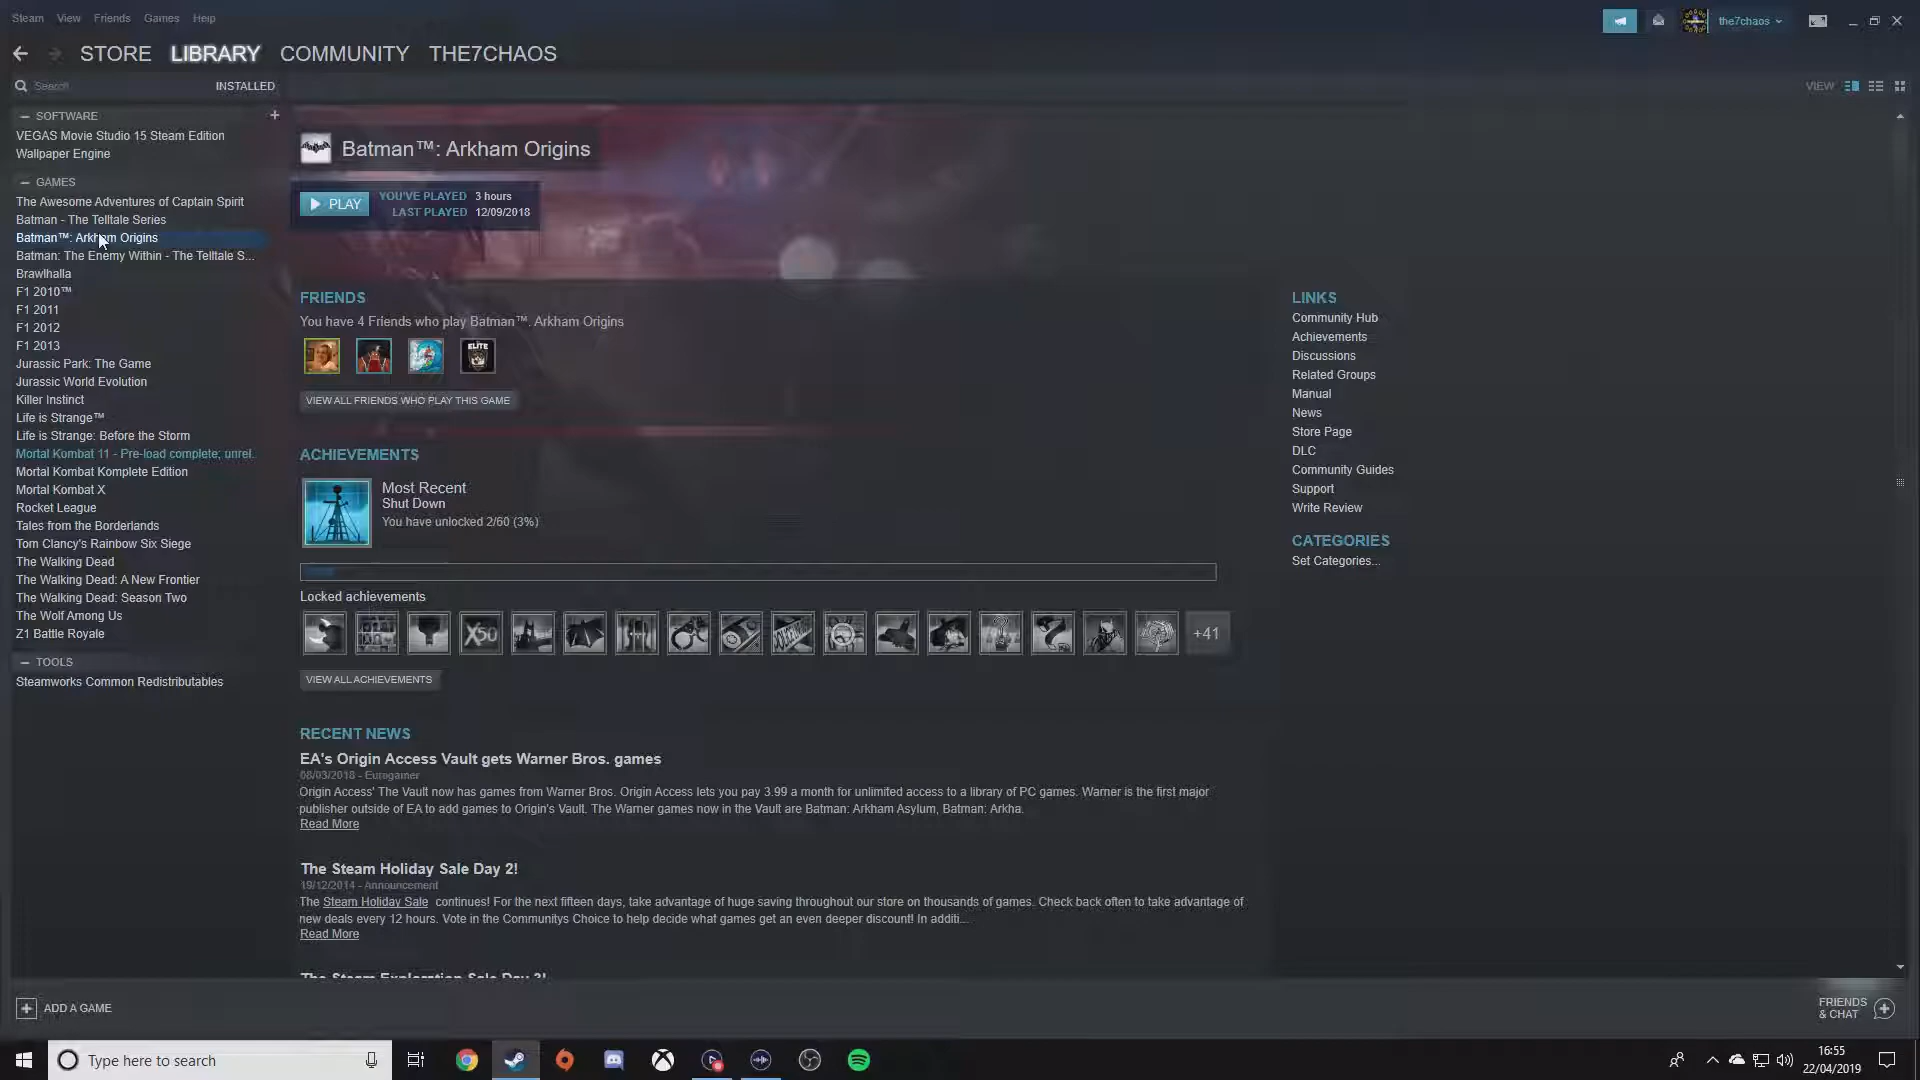 Steam View Friends Games Help
the7chaos
STORE LIBRARY COMMUNITY THE7CHAOS
Search INSTALLED
VIEW
SOFTWARE
VEGAS Movie Studio 15 Steam Edition
Wallpaper Engine
GAMES
The Awesome Adventures of Captain Spirit
Batman - The Telltale Series
Batman™: Arkham Origins
Batman: The Enemy Within - The Telltale S...
Brawlhalla
F1 2010™
F1 2011
F1 2012
F1 2013
Jurassic Park: The Game
Jurassic World Evolution
Killer Instinct
Life is Strange™
Life is Strange: Before the Storm
Mortal Kombat 11 - Pre-load complete; unrel.
Mortal Kombat Komplete Edition
Mortal Kombat X
Rocket League
Tales from the Borderlands
Tom Clancy's Rainbow Six Siege
The Walking Dead
The Walking Dead: A New Frontier
The Walking Dead: Season Two
The Wolf Among Us
Z1 Battle Royale
TOOLS
Steamworks Common Redistributables
Batman™: Arkham Origins
PLAY
YOU'VE PLAYED 3 hours
LAST PLAYED 12/09/2018
FRIENDS
You have 4 Friends who play Batman™: Arkham Origins
ELITE
VIEW ALL FRIENDS WHO PLAY THIS GAME
ACHIEVEMENTS
Most Recent
Shut Down
You have unlocked 2/60 (3%)
Locked achievements
X50
+41
VIEW ALL ACHIEVEMENTS
RECENT NEWS
EA's Origin Access Vault gets Warner Bros. games
08/03/2018 - Eurogamer
Origin Access' The Vault now has games from Warner Bros. Origin Access lets you pay 3.99 a month for unlimited access to a library of PC games. Warner is the first major
publisher outside of EA to add games to Origin's Vault. The Warner games now in the Vault are Batman: Arkham Asylum, Batman: Arkha.
Read More
The Steam Holiday Sale Day 2!
19/12/2014 - Announcement
The Steam Holiday Sale continues! For the next fifteen days, take advantage of huge saving throughout our store on thousands of games. Check back often to take advantage of
new deals every 12 hours. Vote in the Communitys Choice to help decide what games get an even deeper discount! In additi...
Read More
The Steam Exploration Sale Day 3!
LINKS
Community Hub
Achievements
Discussions
Related Groups
Manual
News
Store Page
DLC
Community Guides
Support
Write Review
CATEGORIES
Set Categories...
ADD A GAME
FRIENDS
& CHAT
Type here to search
16:55
22/04/2019